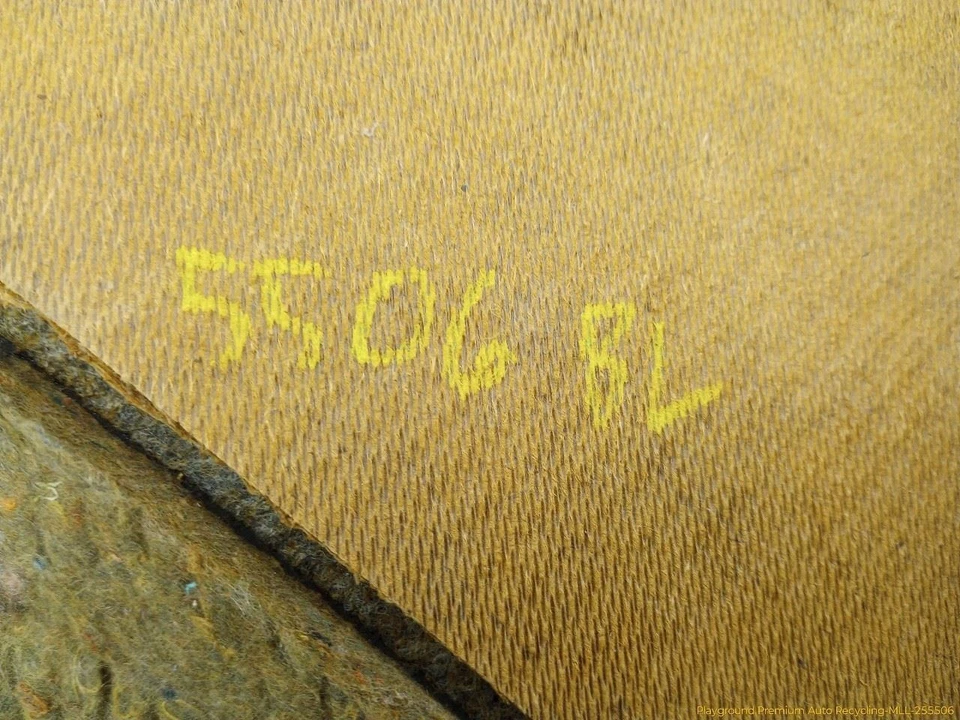 5506 BL
Playground Premium Auto Recycling-MLL-255506